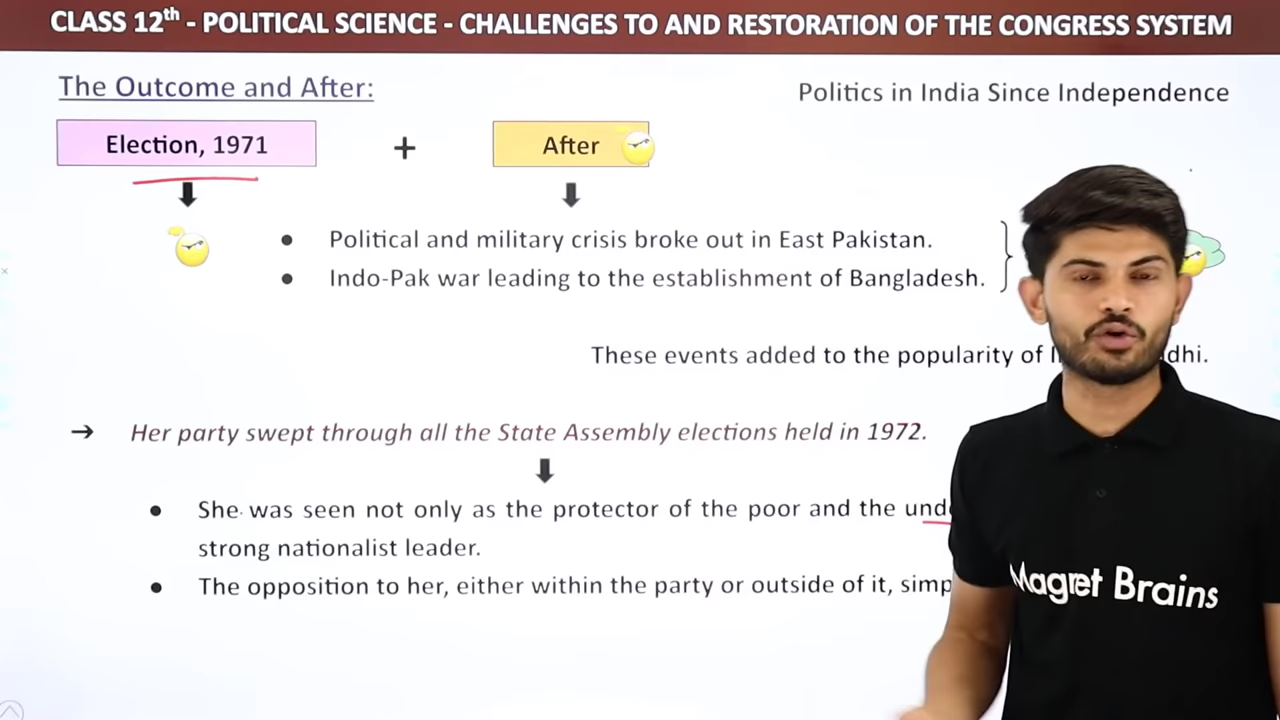 CLASS 12th - POLITICAL SCIENCE - CHALLENGES TO AND RESTORATION OF THE CONGRESS SYSTEM
The Outcome and After:
Politics in India Since Independence
Election, 1971 + After
• Political and military crisis broke out in East Pakistan.
• Indo-Pak war leading to the establishment of Bangladesh.
These events added to the popularity of
→ Her party swept through all the State Assembly elections held in 1972.
• She was seen not only as the protector of the poor and the
strong nationalist leader.
• The opposition to her, either within the party or outside of it,
Magnet Brains